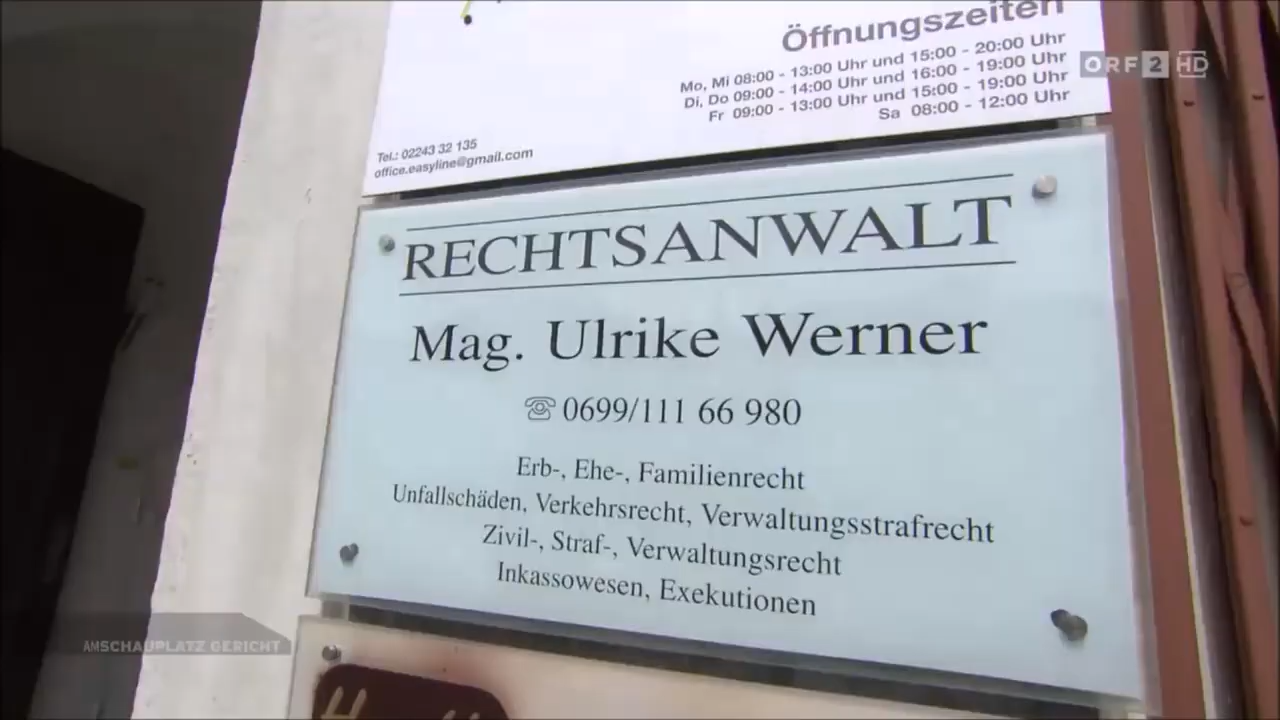 Öffnungszeiten
Mo, Mi 08:00 - 13:00 Uhr und 15:00 - 20:00 Uhr
Di, Do 09:00 - 14:00 Uhr und 16:00 - 19:00 Uhr
Fr 09:00 - 13:00 Uhr und 15:00 - 19:00 Uhr
Sa 08:00 - 12:00 Uhr
ORF 2 HD
Tel.: 02243 32 135
office.easyline@gmail.com
RECHTSANWALT
Mag. Ulrike Werner
☏ 0699/111 66 980
Erb-, Ehe-, Familienrecht
Unfallschäden, Verkehrsrecht, Verwaltungsstrafrecht
Zivil-, Straf-, Verwaltungsrecht
Inkassowesen, Exekutionen
AMSCHAUPLATZ GERICHT